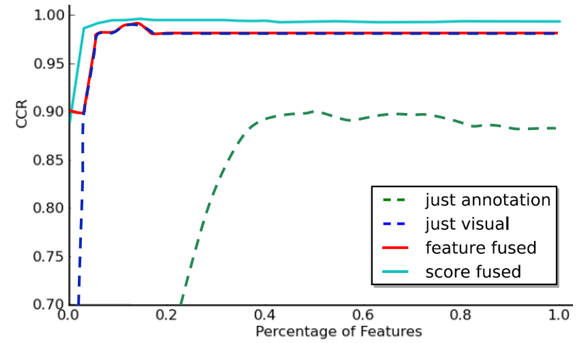 1.00
0.95
0.90
0.85
0.80
0.75
0.70
CCR
just annotation
just visual
feature fused
score fused
0.0 0.2 0.4 0.6 0.8 1.0
Percentage of Features